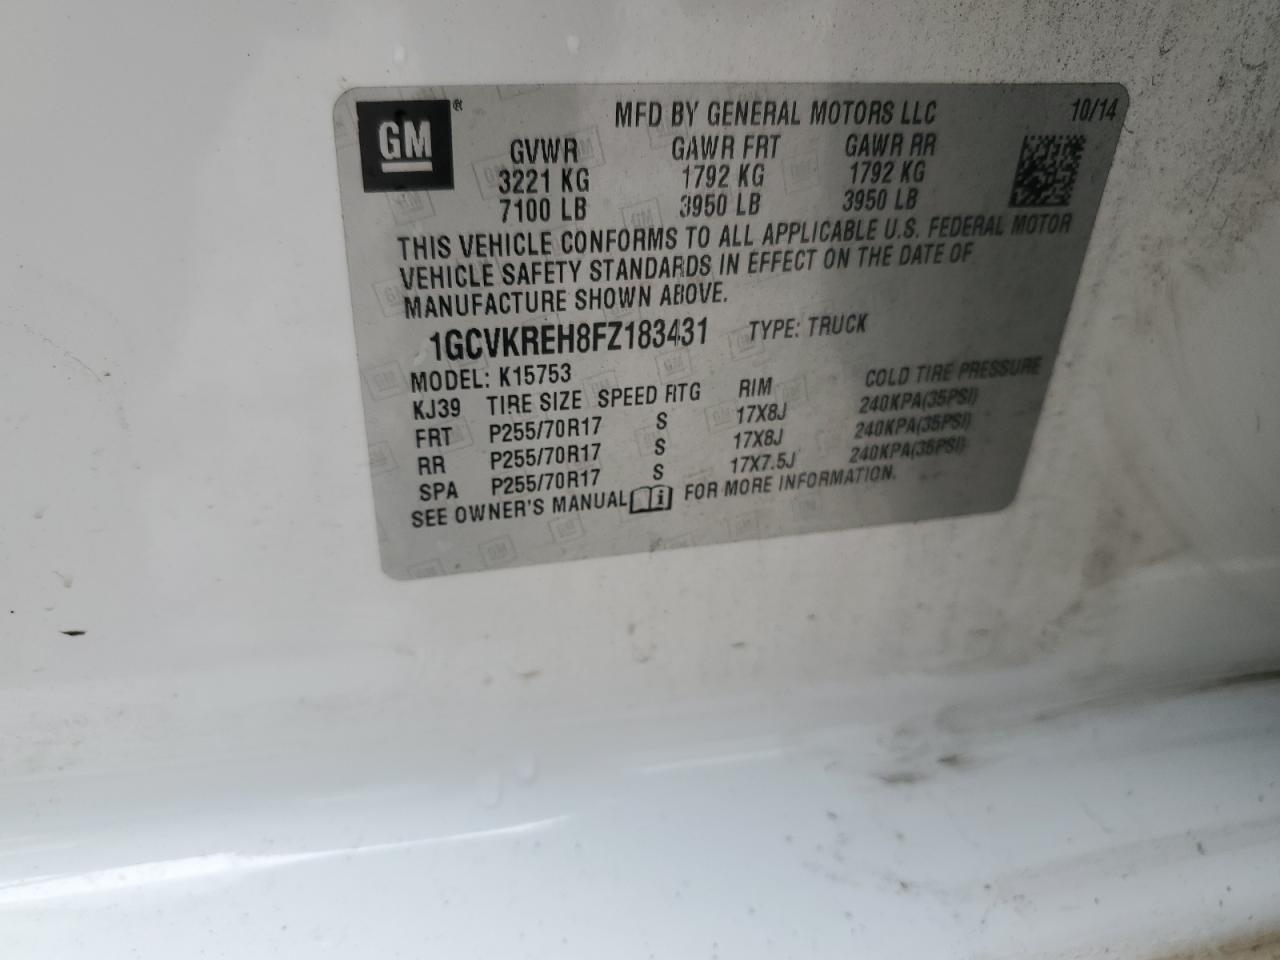 GM®
MFD BY GENERAL MOTORS LLC 10/14
GVWR GAWR FRT GAWR RR
3221 KG 1792 KG 1792 KG
7100 LB 3950 LB 3950 LB
THIS VEHICLE CONFORMS TO ALL APPLICABLE U.S. FEDERAL MOTOR
VEHICLE SAFETY STANDARDS IN EFFECT ON THE DATE OF
MANUFACTURE SHOWN ABOVE.
1GCVKREH8FZ183431 TYPE: TRUCK
MODEL: K15753
KJ39 TIRE SIZE SPEED RTG RIM COLD TIRE PRESSURE
FRT P255/70R17 S 17X8J 240KPA(35PSI)
RR P255/70R17 S 17X8J 240KPA(35PSI)
SPA P255/70R17 S 17X7.5J 240KPA(35PSI)
SEE OWNER'S MANUAL FOR MORE INFORMATION.